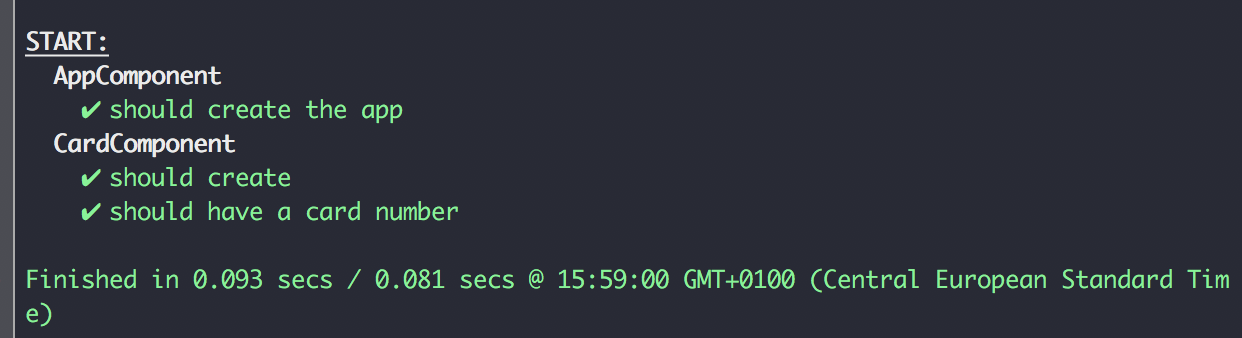 START:
AppComponent
✔ should create the app
CardComponent
✔ should create
✔ should have a card number
Finished in 0.093 secs / 0.081 secs @ 15:59:00 GMT+0100 (Central European Standard Tim
e)